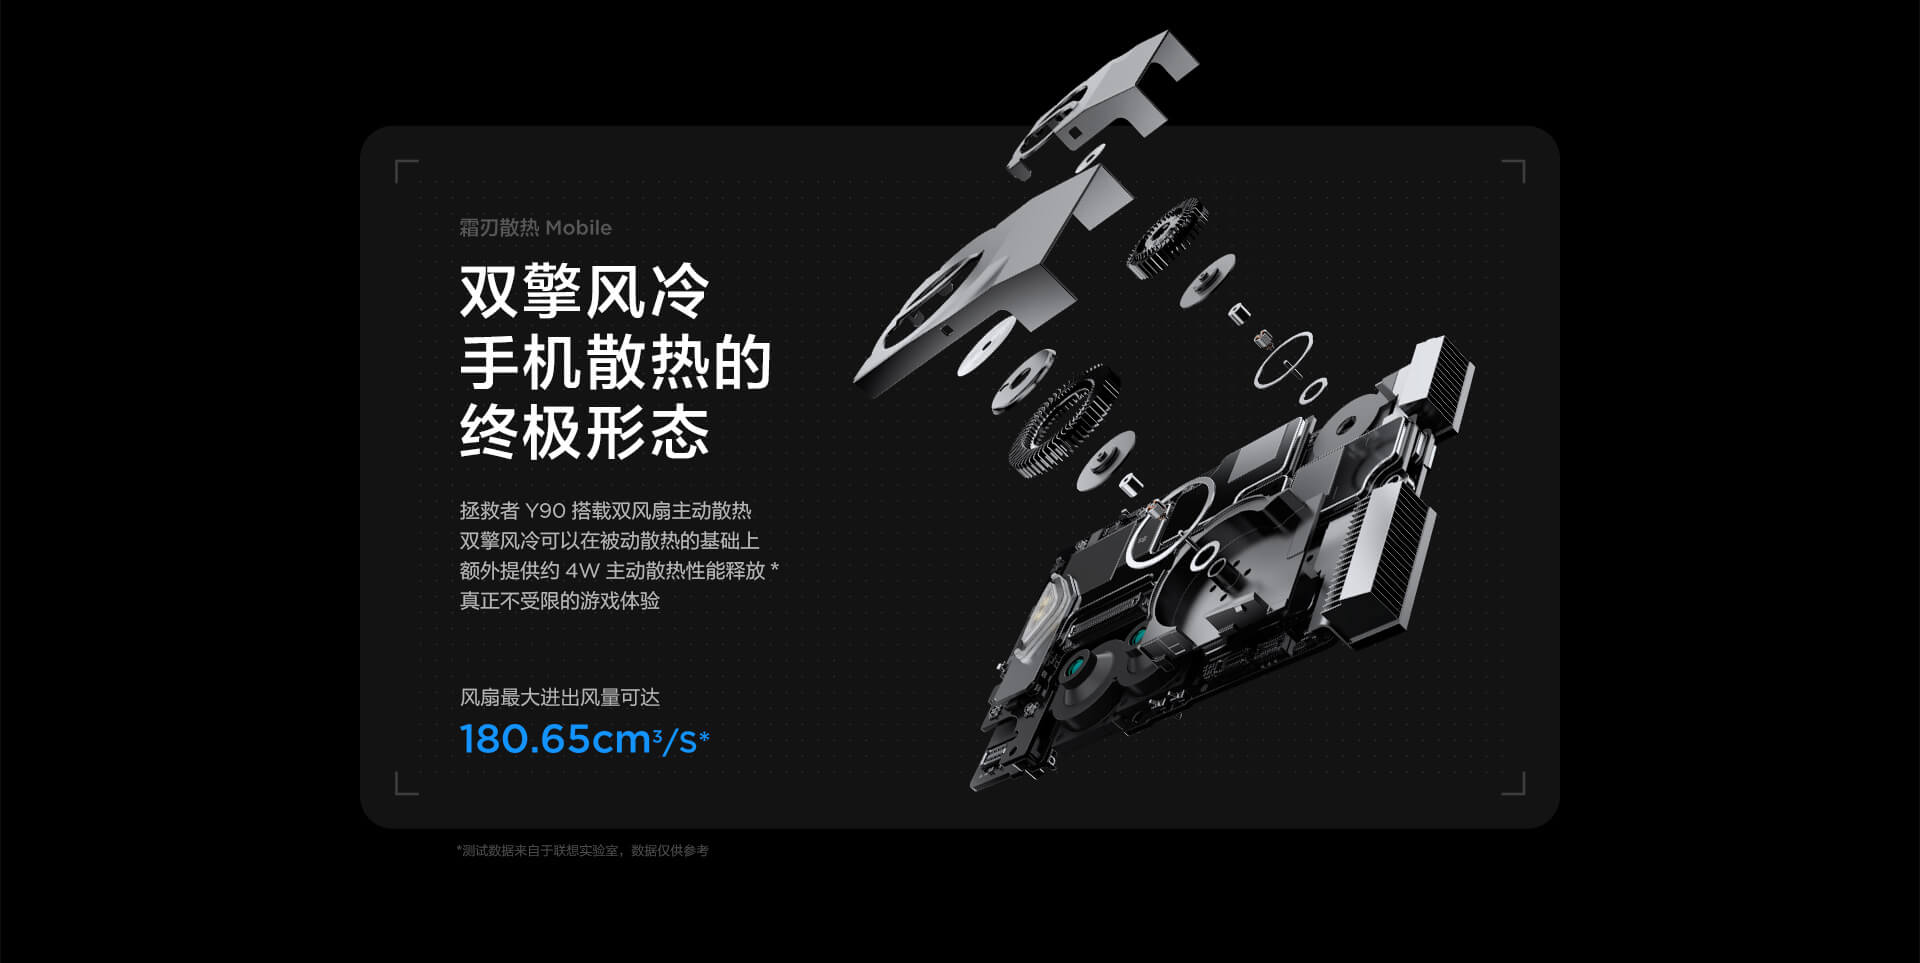 霜刃散热 Mobile
双擎风冷
手机散热的
终极形态
拯救者 Y90 搭载双风扇主动散热
双擎风冷可以在被动散热的基础上
额外提供约 4W 主动散热性能释放 *
真正不受限的游戏体验
风扇最大进出风量可达
180.65cm³/s*
*测试数据来自于联想实验室，数据仅供参考